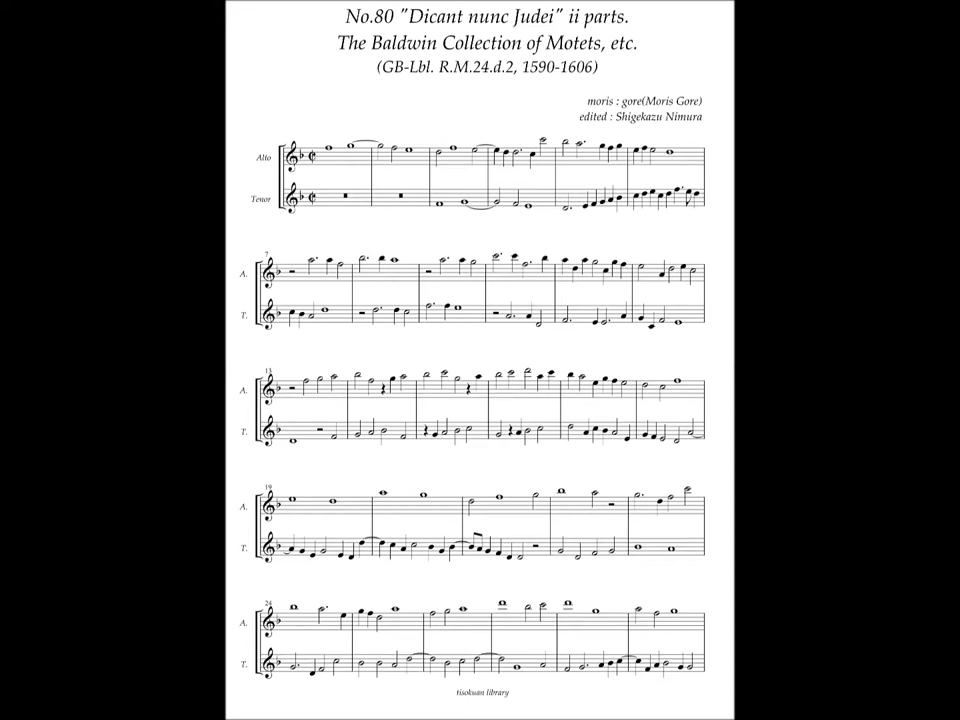 No.80 "Dicant nunc Judei" ii parts.
The Baldwin Collection of Motets, etc.
(GB-Lbl. R.M.24.d.2, 1590-1606)
moris : gore(Moris Gore)
edited : Shigekazu Nimura
Alto
Tenor
7
A.
T.
13
A.
T.
19
A.
T.
24
A.
T.
tisokuan library